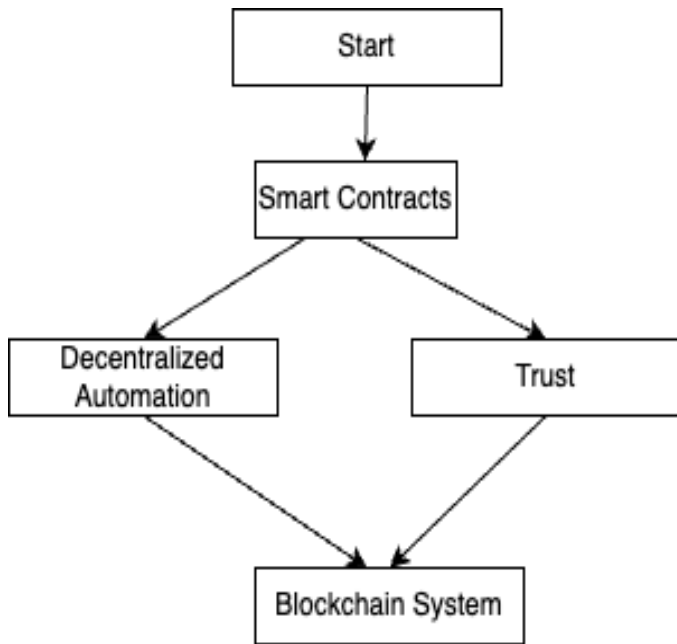 Start
Smart Contracts
Decentralized
Automation
Trust
Blockchain System